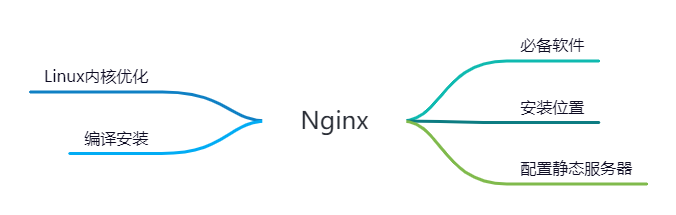 Nginx
必备软件
安装位置
配置静态服务器
Linux内核优化
编译安装